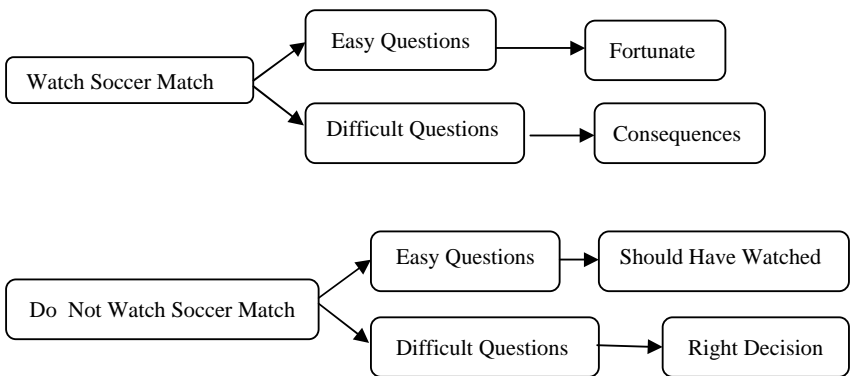 Easy Questions
Fortunate
Watch Soccer Match
Difficult Questions
Consequences
Easy Questions
Should Have Watched
Do Not Watch Soccer Match
Difficult Questions
Right Decision